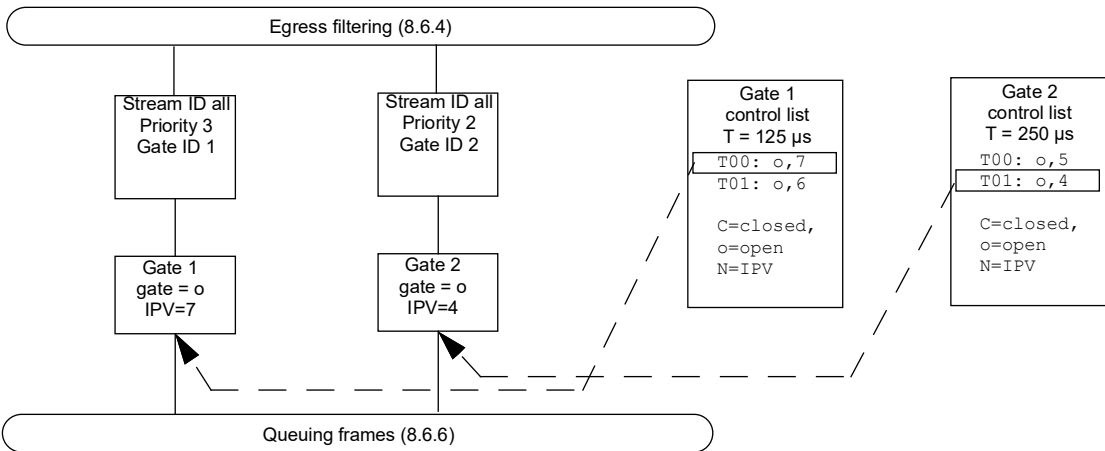 Egress filtering (8.6.4)
Stream ID all
Priority 3
Gate ID 1
Stream ID all
Priority 2
Gate ID 2
Gate 1
control list
T = 125 µs
T00: o,7
T01: o,6
C=closed,
o=open
N=IPV
Gate 2
control list
T = 250 µs
T00: o,5
T01: o,4
C=closed,
o=open
N=IPV
Gate 1
gate = o
IPV=7
Gate 2
gate = o
IPV=4
Queuing frames (8.6.6)